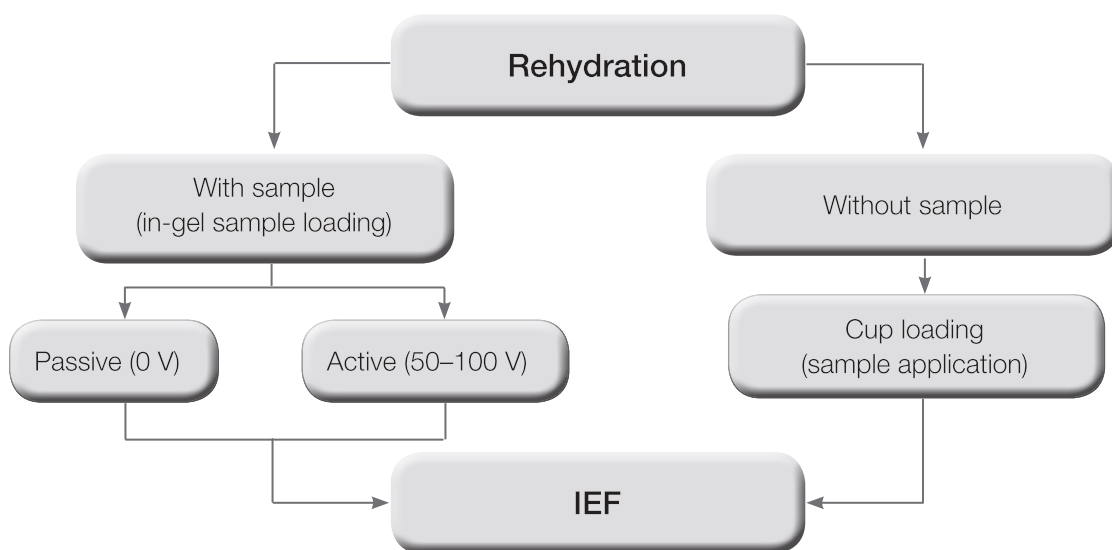 Rehydration
With sample
(in-gel sample loading)
Without sample
Passive (0 V)
Active (50–100 V)
Cup loading
(sample application)
IEF